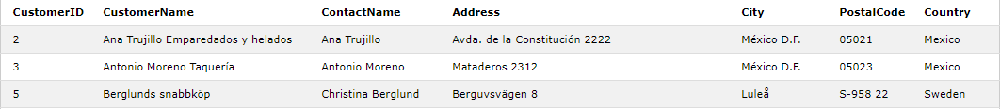 CustomerID CustomerName ContactName Address City PostalCode Country
2 Ana Trujillo Emparedados y helados Ana Trujillo Avda. de la Constitución 2222 México D.F. 05021 Mexico
3 Antonio Moreno Taquería Antonio Moreno Mataderos 2312 México D.F. 05023 Mexico
5 Berglunds snabbköp Christina Berglund Berguvsvägen 8 Luleå S-958 22 Sweden